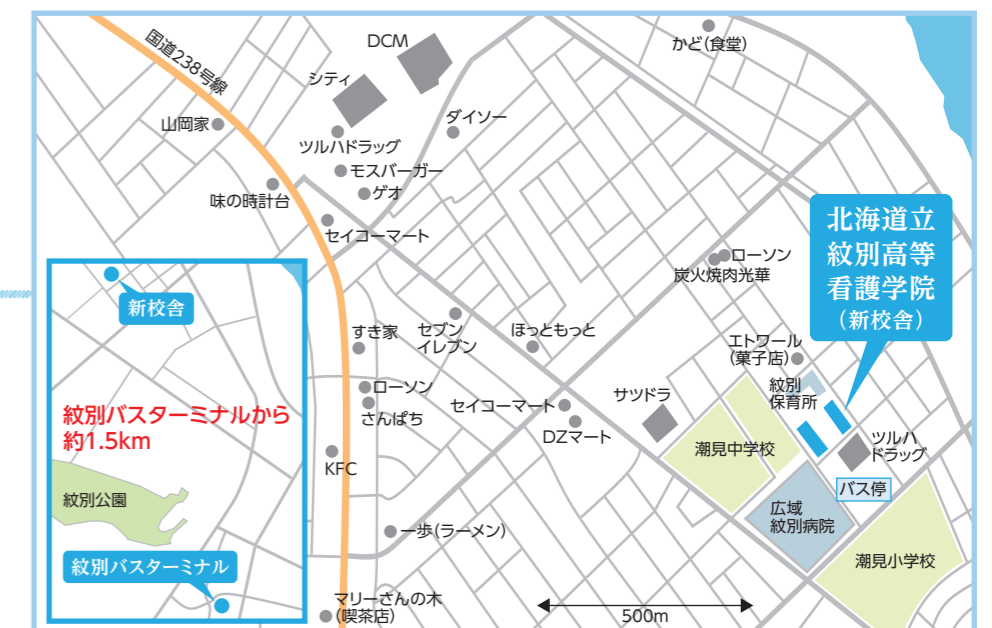 かど(食堂)
DCM
国道238号線
シティ
山岡家
ダイソー
ツルハドラッグ
モスバーガー
ゲオ
味の時計台
セイコーマート
北海道立
紋別高等
看護学院
(新校舎)
ローソン
炭火焼肉光華
新校舎
すき家
セブン
イレブン
ほっともっと
エトワール
(菓子店)
紋別
保育所
ローソン
さんぱち
セイコーマート
DZマート
サツドラ
紋別バスターミナルから
約1.5km
潮見中学校
ツルハ
ドラッグ
KFC
バス停
紋別公園
広域
紋別病院
一歩(ラーメン)
潮見小学校
紋別バスターミナル
マリーさんの木
(喫茶店)
500m